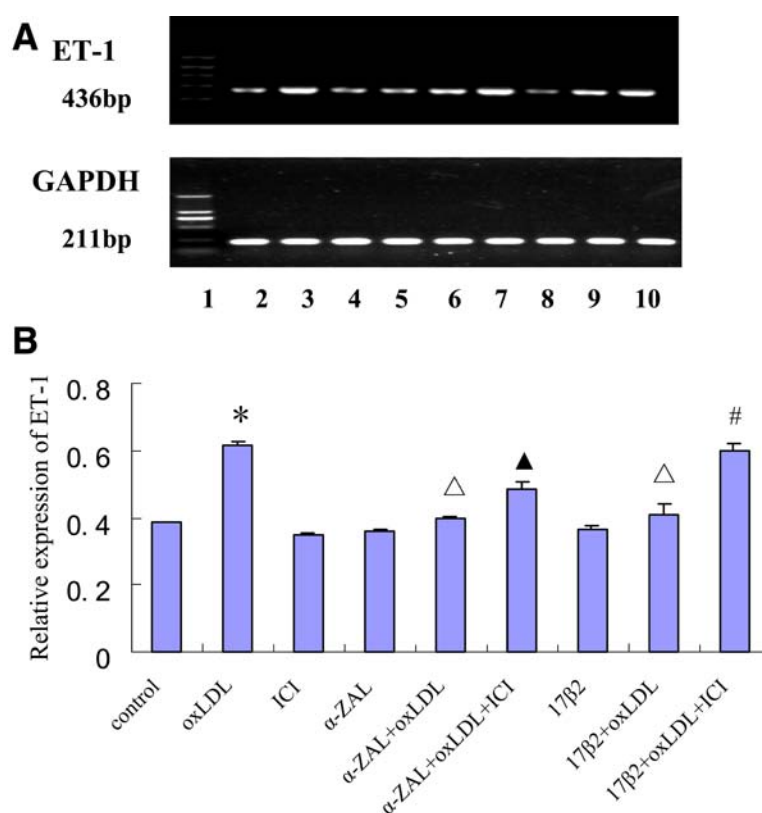 A
ET-1
436bp
GAPDH
211bp
1 2 3 4 5 6 7 8 9 10
B
Relative expression of ET-1
0.8
0.6
0.4
0.2
0
*
△
▲
△
#
control
oxLDL
ICI
α-ZAL
α-ZAL+oxLDL
α-ZAL+oxLDL+ICI
17β2
17β2+oxLDL
17β2+oxLDL+ICI